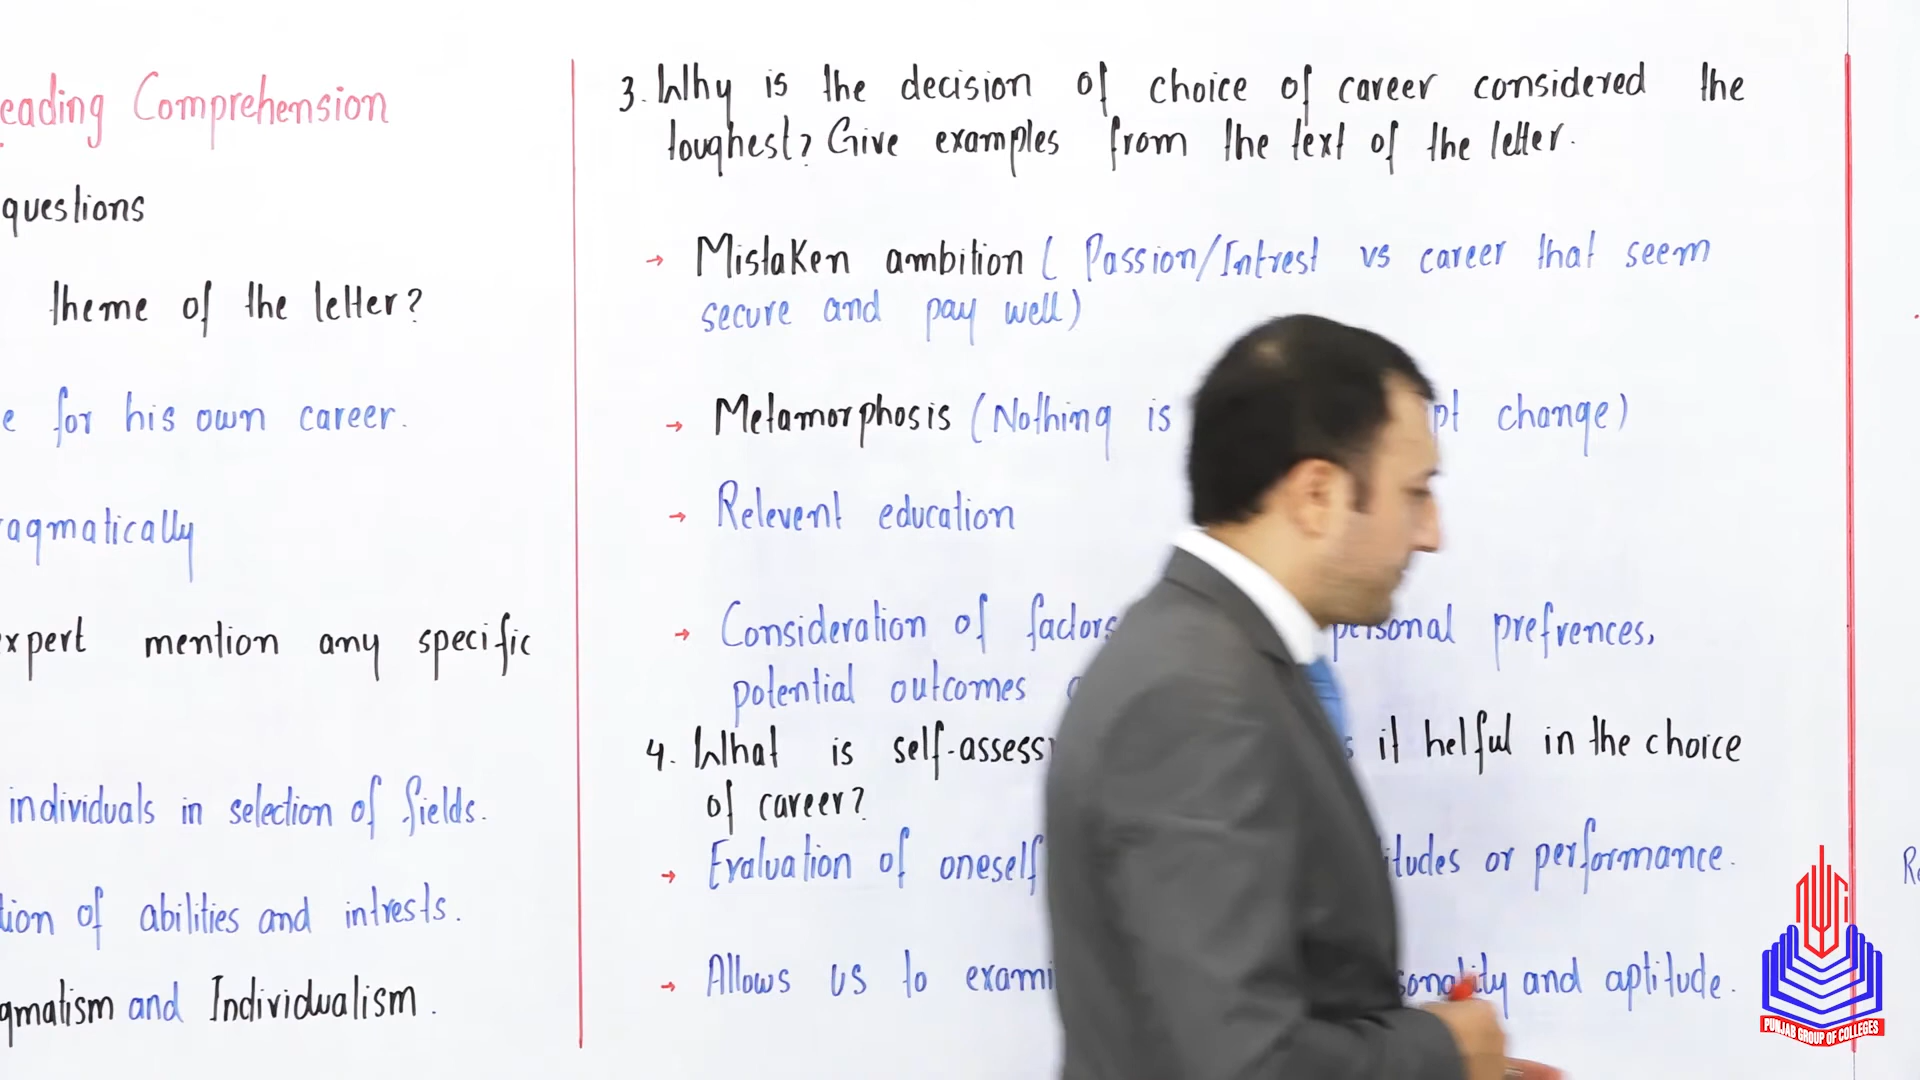 eading Comprehension
questions
theme of the letter?
e for his own career.
ragmatically
xpert mention any specific
individuals in selection of fields.
tion of abilities and intrests.
gmatism and Individualism.
3. Why is the decision of choice of career considered the
toughest? Give examples from the text of the letter.
→ Mistaken ambition ( Passion/Intrest vs career that seem
secure and pay well)
→ Metamorphosis (Nothing is pt change)
→ Relevent education
→ Consideration of factors personal prefrences,
potential outcomes
4. What is self-assess it helful in the choice
of career?
→ Evaluation of oneself itudes or performance.
→ Allows us to exami sonality and aptitude.
PUNJAB GROUP OF COLLEGES